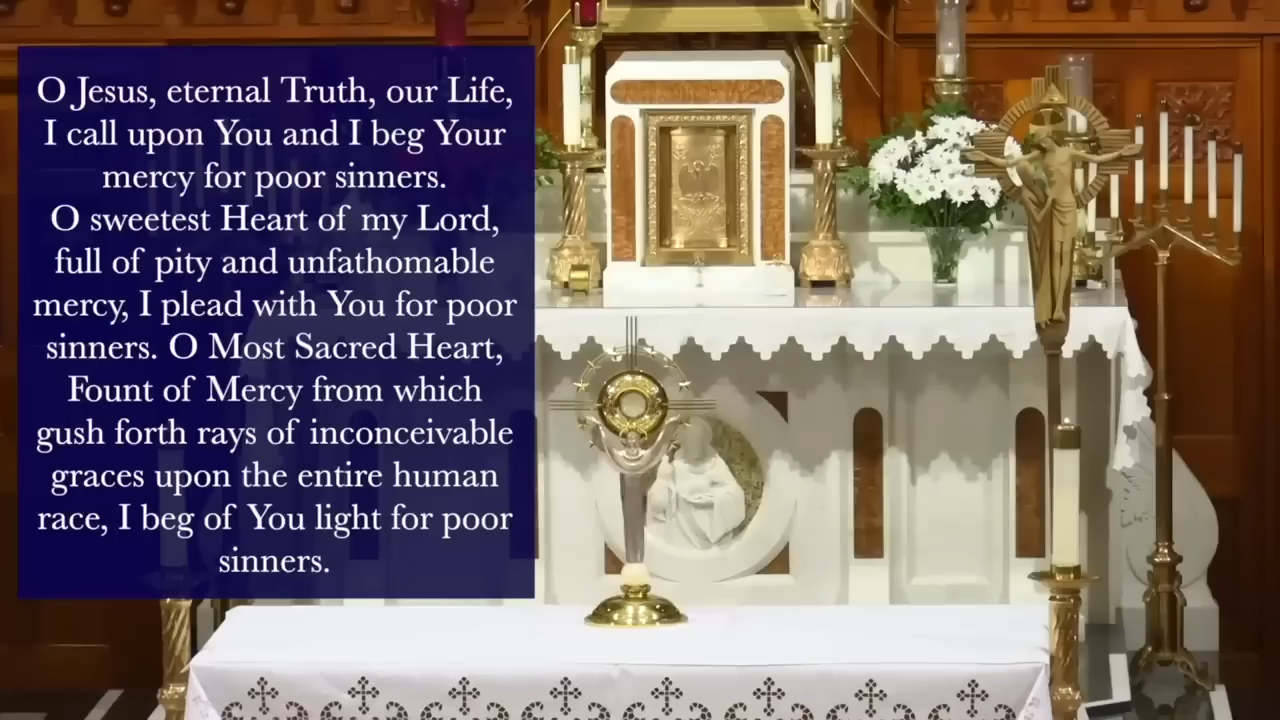 O Jesus, eternal Truth, our Life,
I call upon You and I beg Your
mercy for poor sinners.
O sweetest Heart of my Lord,
full of pity and unfathomable
mercy, I plead with You for poor
sinners. O Most Sacred Heart,
Fount of Mercy from which
gush forth rays of inconceivable
graces upon the entire human
race, I beg of You light for poor
sinners.